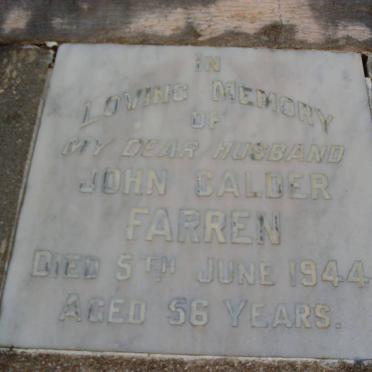 IN
LOVING MEMORY
OF
MY DEAR HUSBAND
JOHN CALDER
FARREN
DIED 5TH JUNE 1944
AGED 56 YEARS.